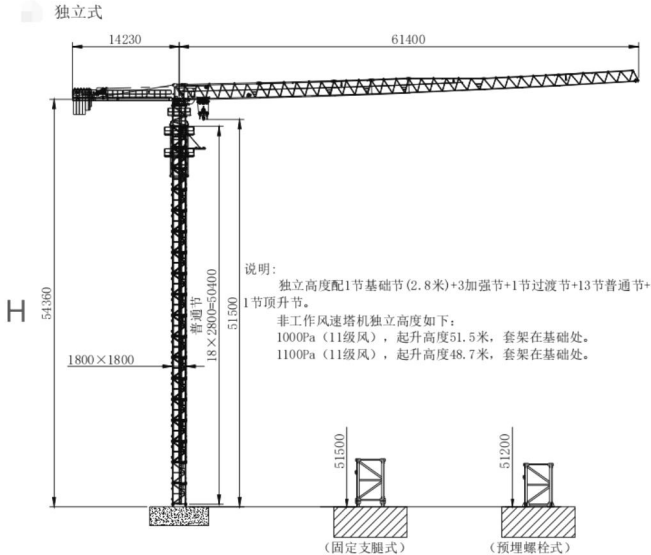 独立式
14230
61400
H
54360
普通节
18×2800=50400
51500
1800×1800
说明:
独立高度配1节基础节(2.8米)+3加强节+1节过渡节+13节普通节+
1节顶升节。
非工作风速塔机独立高度如下:
1000Pa（11级风）, 起升高度51.5米, 套架在基础处。
1100Pa（11级风）, 起升高度48.7米, 套架在基础处。
51500
51200
(固定支腿式)
(预埋螺栓式)